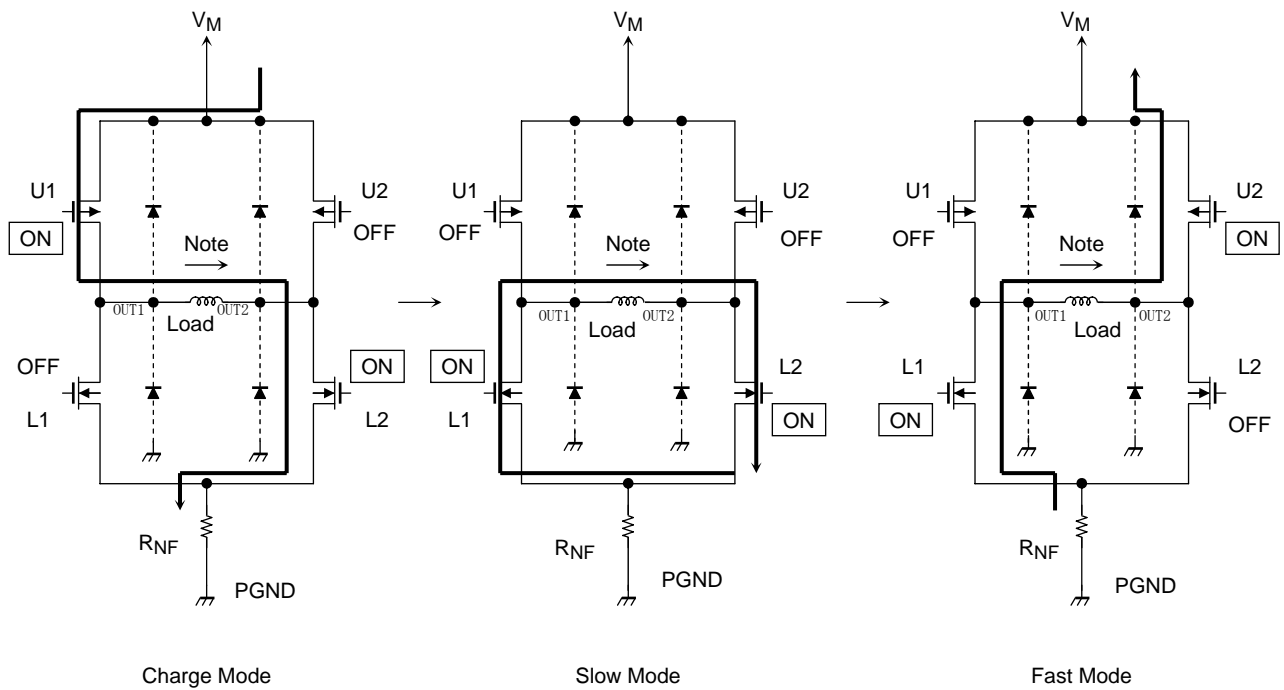 VM
U1
ON
U2
OFF
Note
OUT1
OUT2
Load
OFF
L1
ON
L2
RNF
PGND
Charge Mode
VM
U1
OFF
U2
OFF
Note
OUT1
OUT2
Load
ON
L1
L2
ON
RNF
PGND
Slow Mode
VM
U1
OFF
U2
ON
Note
OUT1
OUT2
Load
L1
ON
L2
OFF
RNF
PGND
Fast Mode